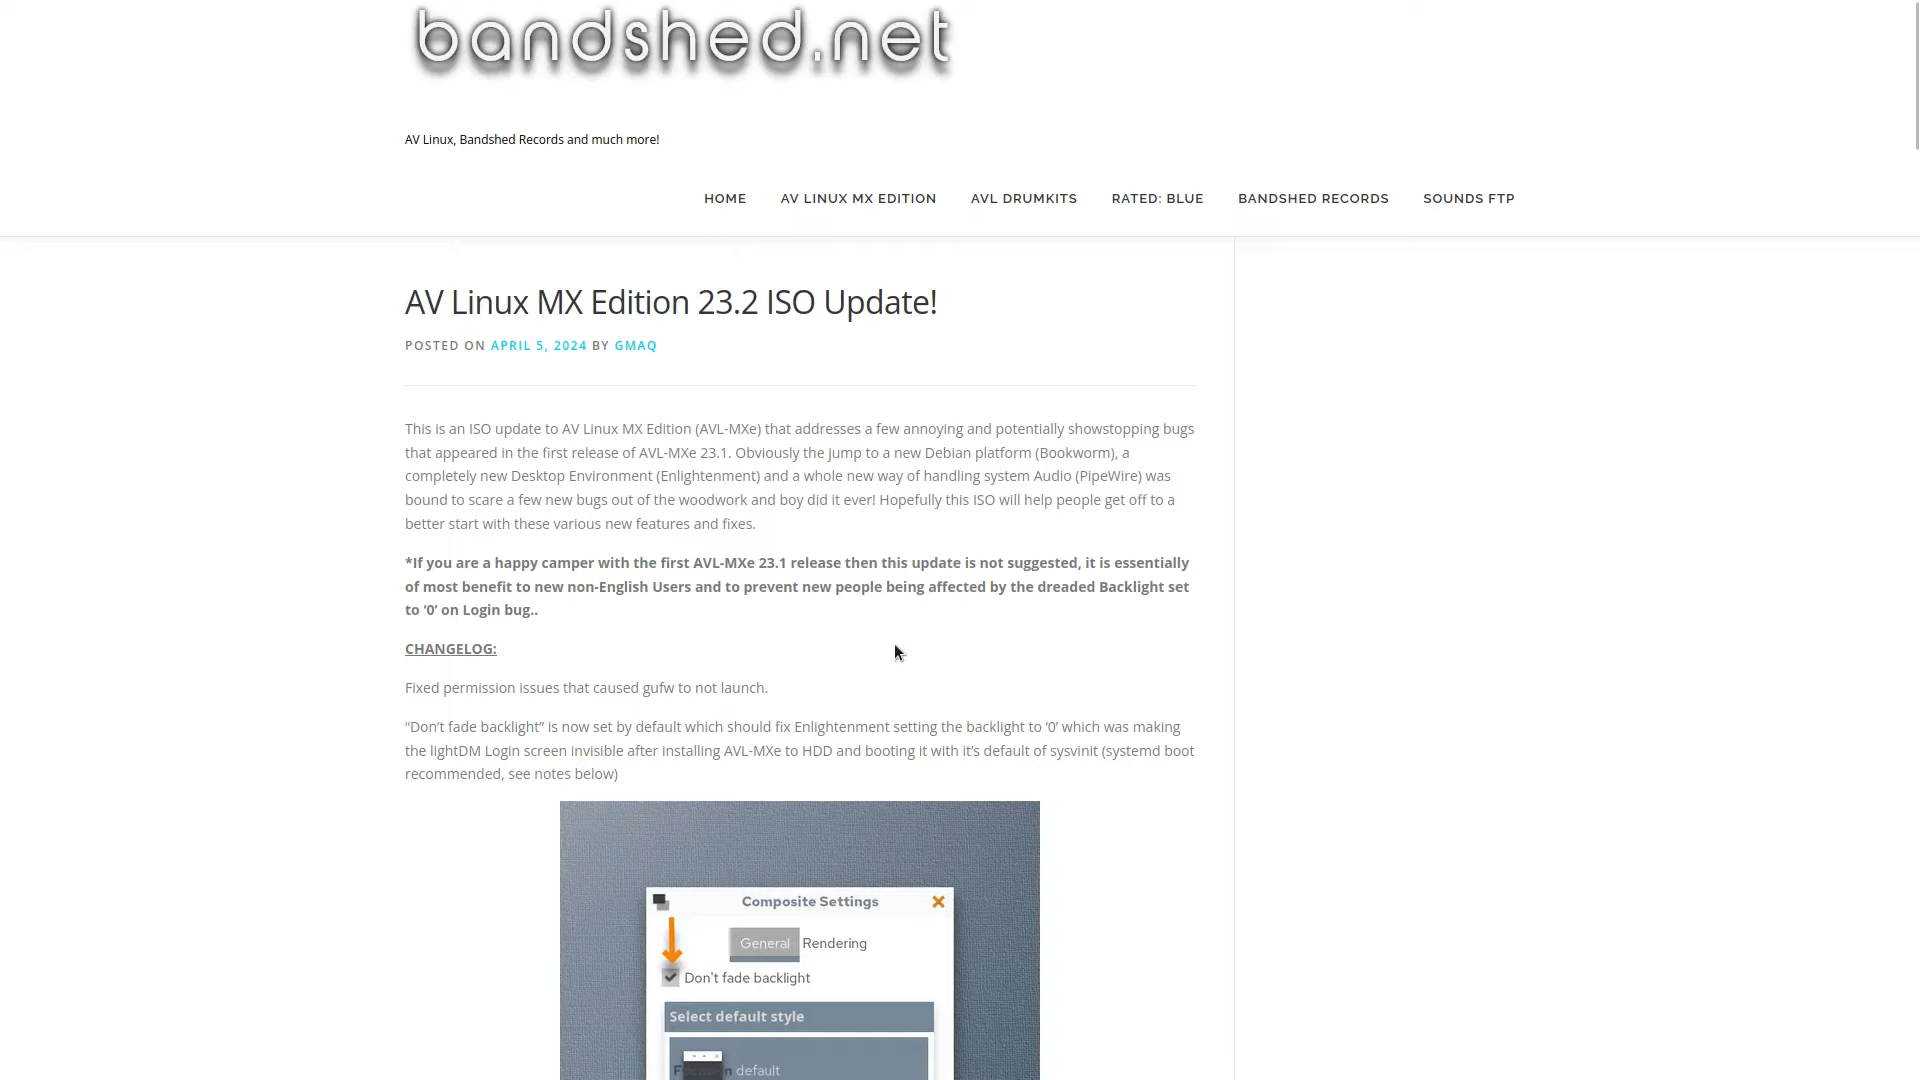 bandshed.net
AV Linux, Bandshed Records and much more!
HOME AV LINUX MX EDITION AVL DRUMKITS RATED: BLUE BANDSHED RECORDS SOUNDS FTP
AV Linux MX Edition 23.2 ISO Update!
POSTED ON APRIL 5, 2024 BY GMAQ
This is an ISO update to AV Linux MX Edition (AVL-MXe) that addresses a few annoying and potentially showstopping bugs
that appeared in the first release of AVL-MXe 23.1. Obviously the jump to a new Debian platform (Bookworm), a
completely new Desktop Environment (Enlightenment) and a whole new way of handling system Audio (PipeWire) was
bound to scare a few new bugs out of the woodwork and boy did it ever! Hopefully this ISO will help people get off to a
better start with these various new features and fixes.
*If you are a happy camper with the first AVL-MXe 23.1 release then this update is not suggested, it is essentially
of most benefit to new non-English Users and to prevent new people being affected by the dreaded Backlight set
to ‘0’ on Login bug..
CHANGELOG:
Fixed permission issues that caused gufw to not launch.
“Don’t fade backlight” is now set by default which should fix Enlightenment setting the backlight to ‘0’ which was making
the lightDM Login screen invisible after installing AVL-MXe to HDD and booting it with it’s default of sysvinit (systemd boot
recommended, see notes below)
Composite Settings
General Rendering
Don't fade backlight
Select default style
default